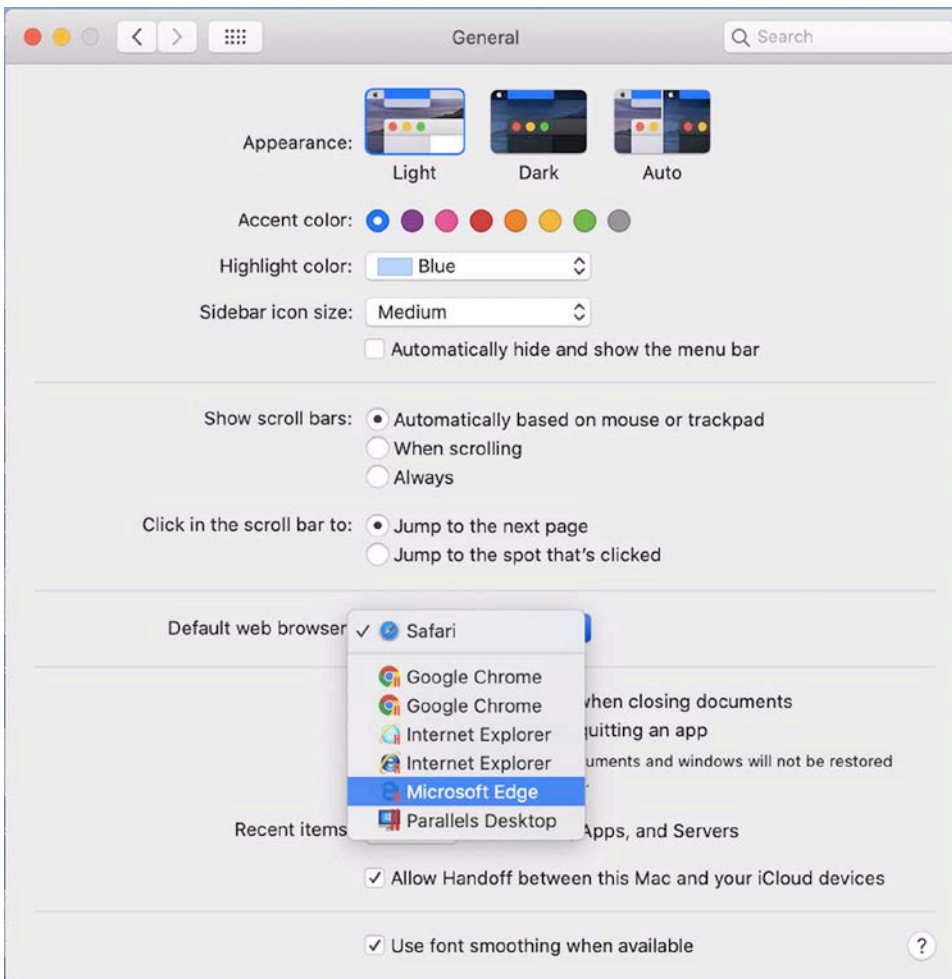 General
Search
Appearance:
Light
Dark
Auto
Accent color:
Highlight color:
Blue
Sidebar icon size:
Medium
Automatically hide and show the menu bar
Show scroll bars:
Automatically based on mouse or trackpad
When scrolling
Always
Click in the scroll bar to:
Jump to the next page
Jump to the spot that's clicked
Default web browser
Safari
Google Chrome
Google Chrome
Internet Explorer
Internet Explorer
Microsoft Edge
Parallels Desktop
when closing documents
quitting an app
uments and windows will not be restored
Recent items
Apps, and Servers
Allow Handoff between this Mac and your iCloud devices
Use font smoothing when available
?